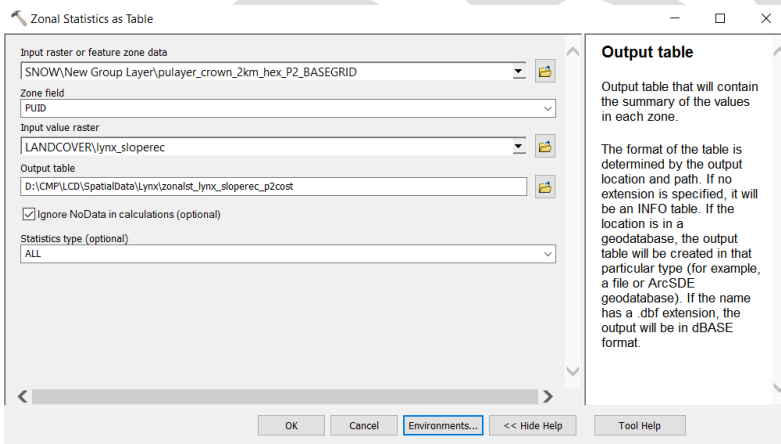 Zonal Statistics as Table
Input raster or feature zone data
SNOW\New Group Layer\pulayer_crown_2km_hex_P2_BASEGRID
Zone field
PUID
Input value raster
LANDCOVER\lynx_sloperec
Output table
D:\CMP\LCD\SpatialData\Lynx\zonalst_lynx_sloperec_p2cost
Ignore NoData in calculations (optional)
Statistics type (optional)
ALL
OK
Cancel
Environments...
<< Hide Help
Output table
Output table that will contain
the summary of the values
in each zone.
The format of the table is
determined by the output
location and path. If no
extension is specified, it will
be an INFO table. If the
location is in a
geodatabase, the output
table will be created in that
particular type (for example,
a file or ArcSDE
geodatabase). If the name
has a .dbf extension, the
output will be in dBASE
format.
Tool Help